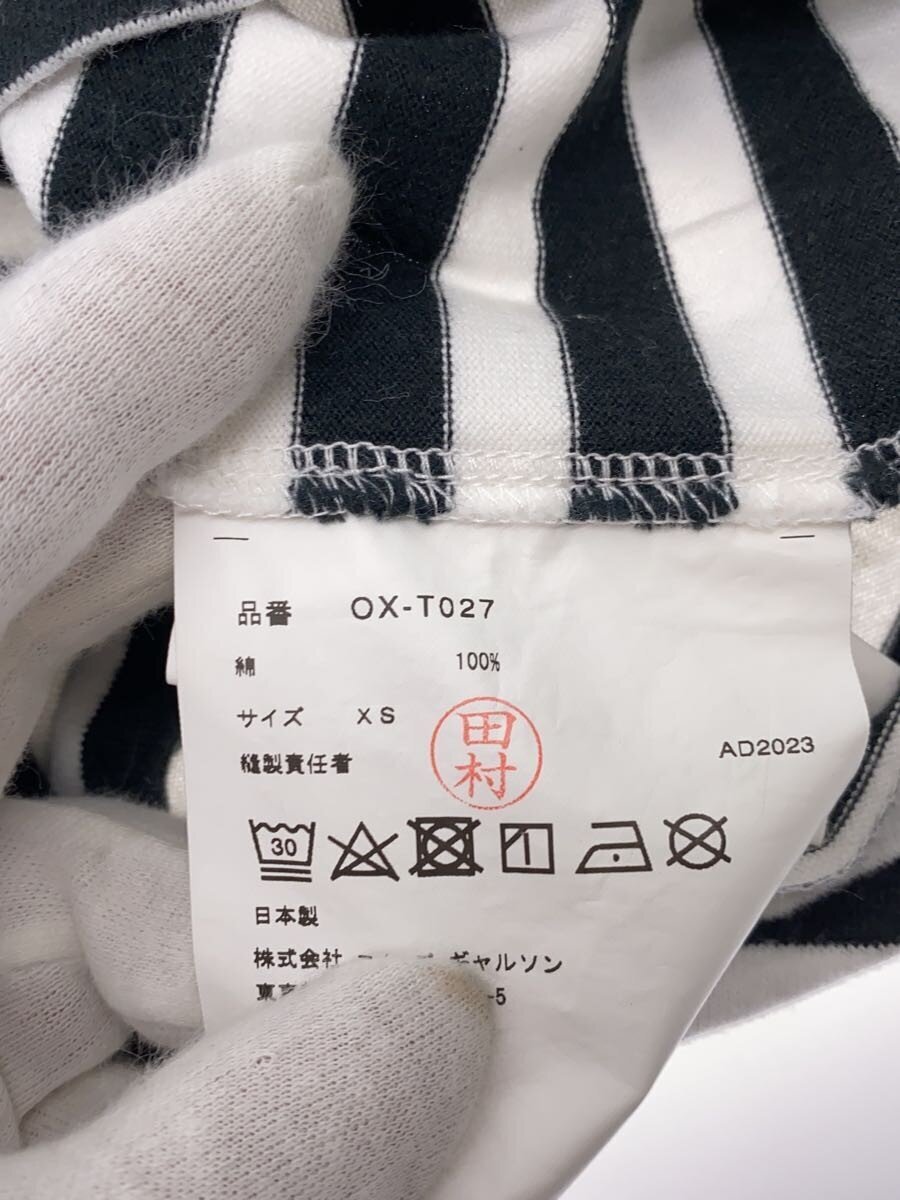 品番 OX-T027
綿 100%
サイズ XS
縫製責任者
田村
AD2023
30
日本製
株式会社 ギャルソン
-5